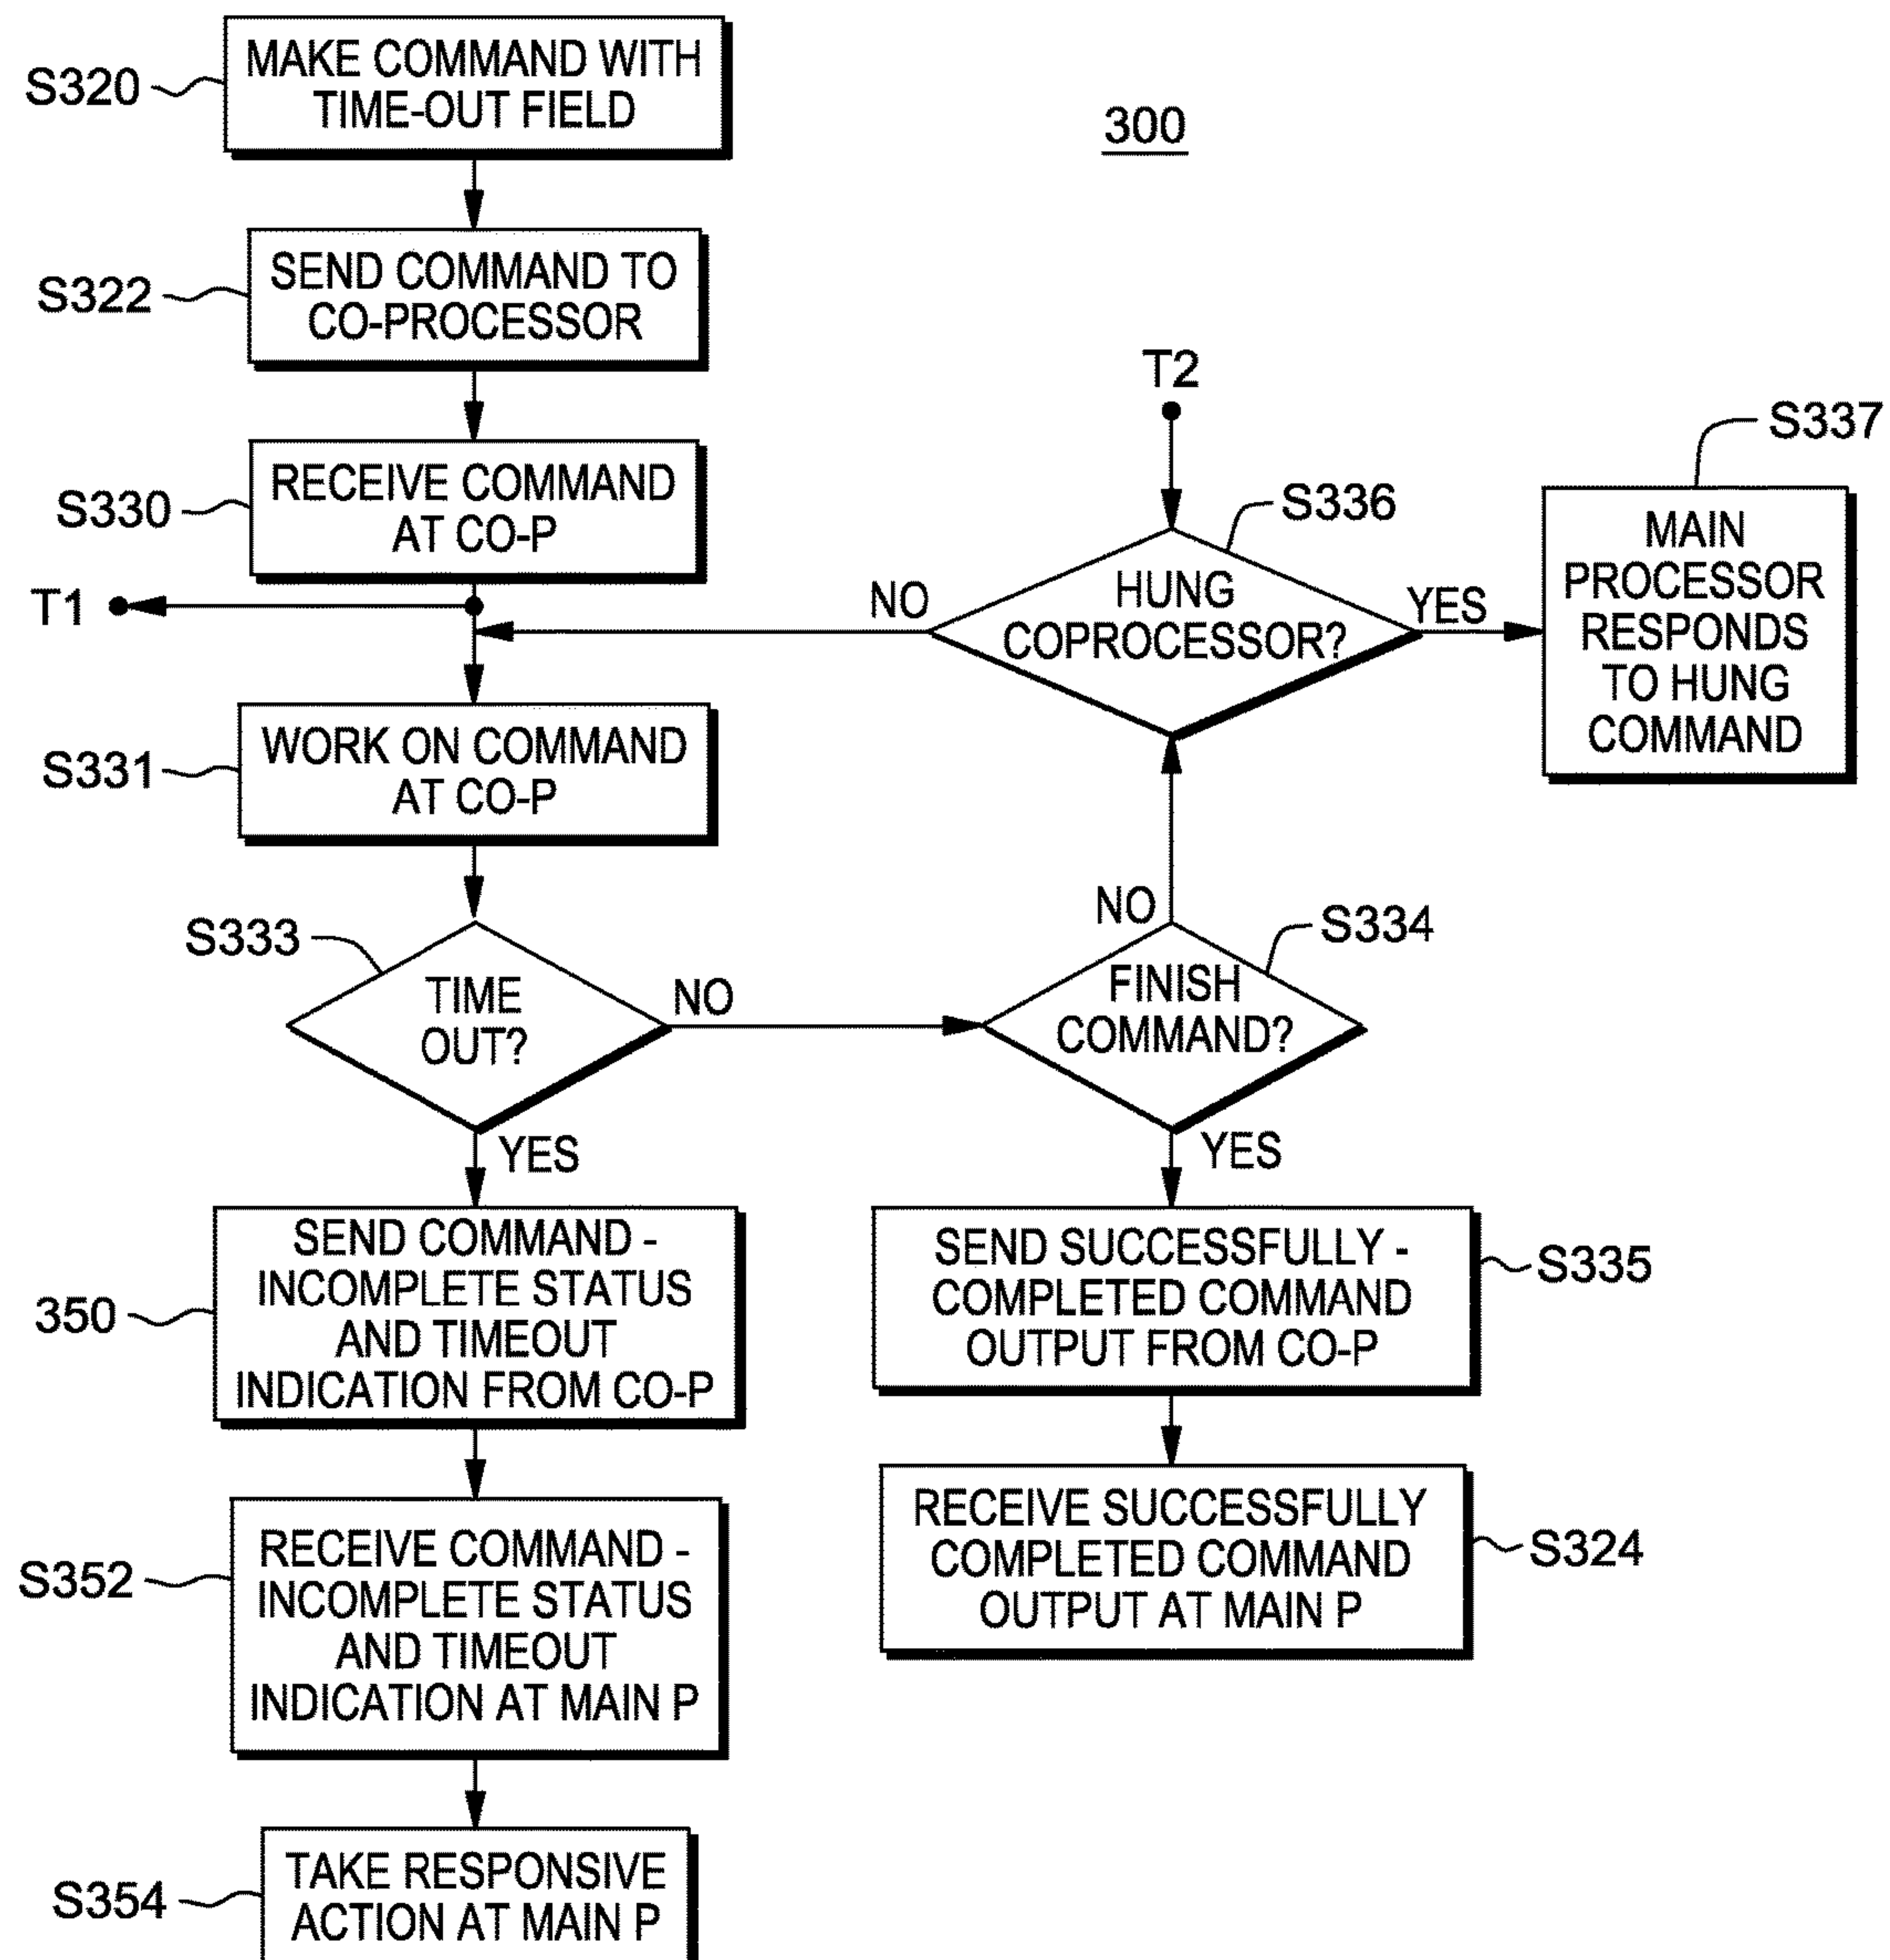 MAKE COMMAND WITH
TIME-OUT FIELD
S320
300
SEND COMMAND TO
CO-PROCESSOR
S322
T2
S337
RECEIVE COMMAND
AT CO-P
S330
S336
MAIN
PROCESSOR
RESPONDS
TO HUNG
COMMAND
T1
NO
HUNG
COPROCESSOR?
YES
WORK ON COMMAND
AT CO-P
S331
S333
NO
S334
TIME
OUT?
NO
FINISH
COMMAND?
YES
YES
SEND COMMAND -
INCOMPLETE STATUS
AND TIMEOUT
INDICATION FROM CO-P
350
SEND SUCCESSFULLY -
COMPLETED COMMAND
OUTPUT FROM CO-P
S335
RECEIVE COMMAND -
INCOMPLETE STATUS
AND TIMEOUT
INDICATION AT MAIN P
S352
RECEIVE SUCCESSFULLY
COMPLETED COMMAND
OUTPUT AT MAIN P
S324
TAKE RESPONSIVE
ACTION AT MAIN P
S354